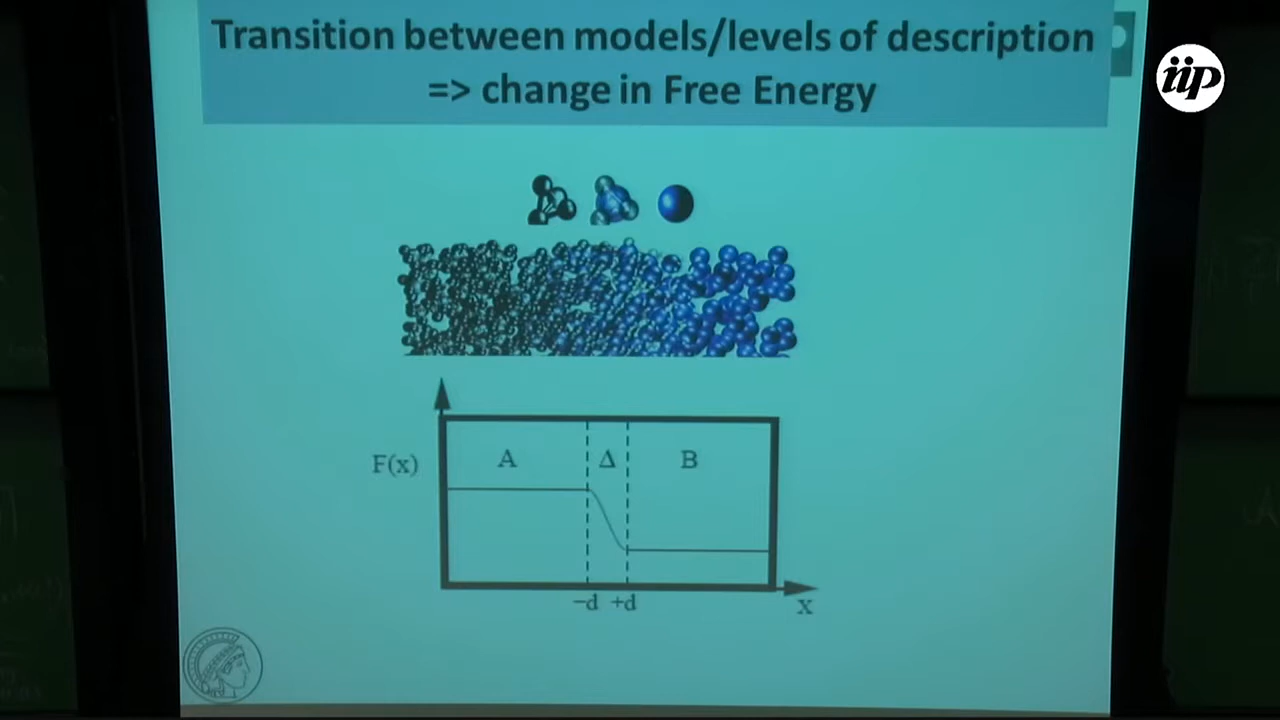 Transition between models/levels of description
=> change in Free Energy
iip
F(x)
A
Δ
B
−d +d
x